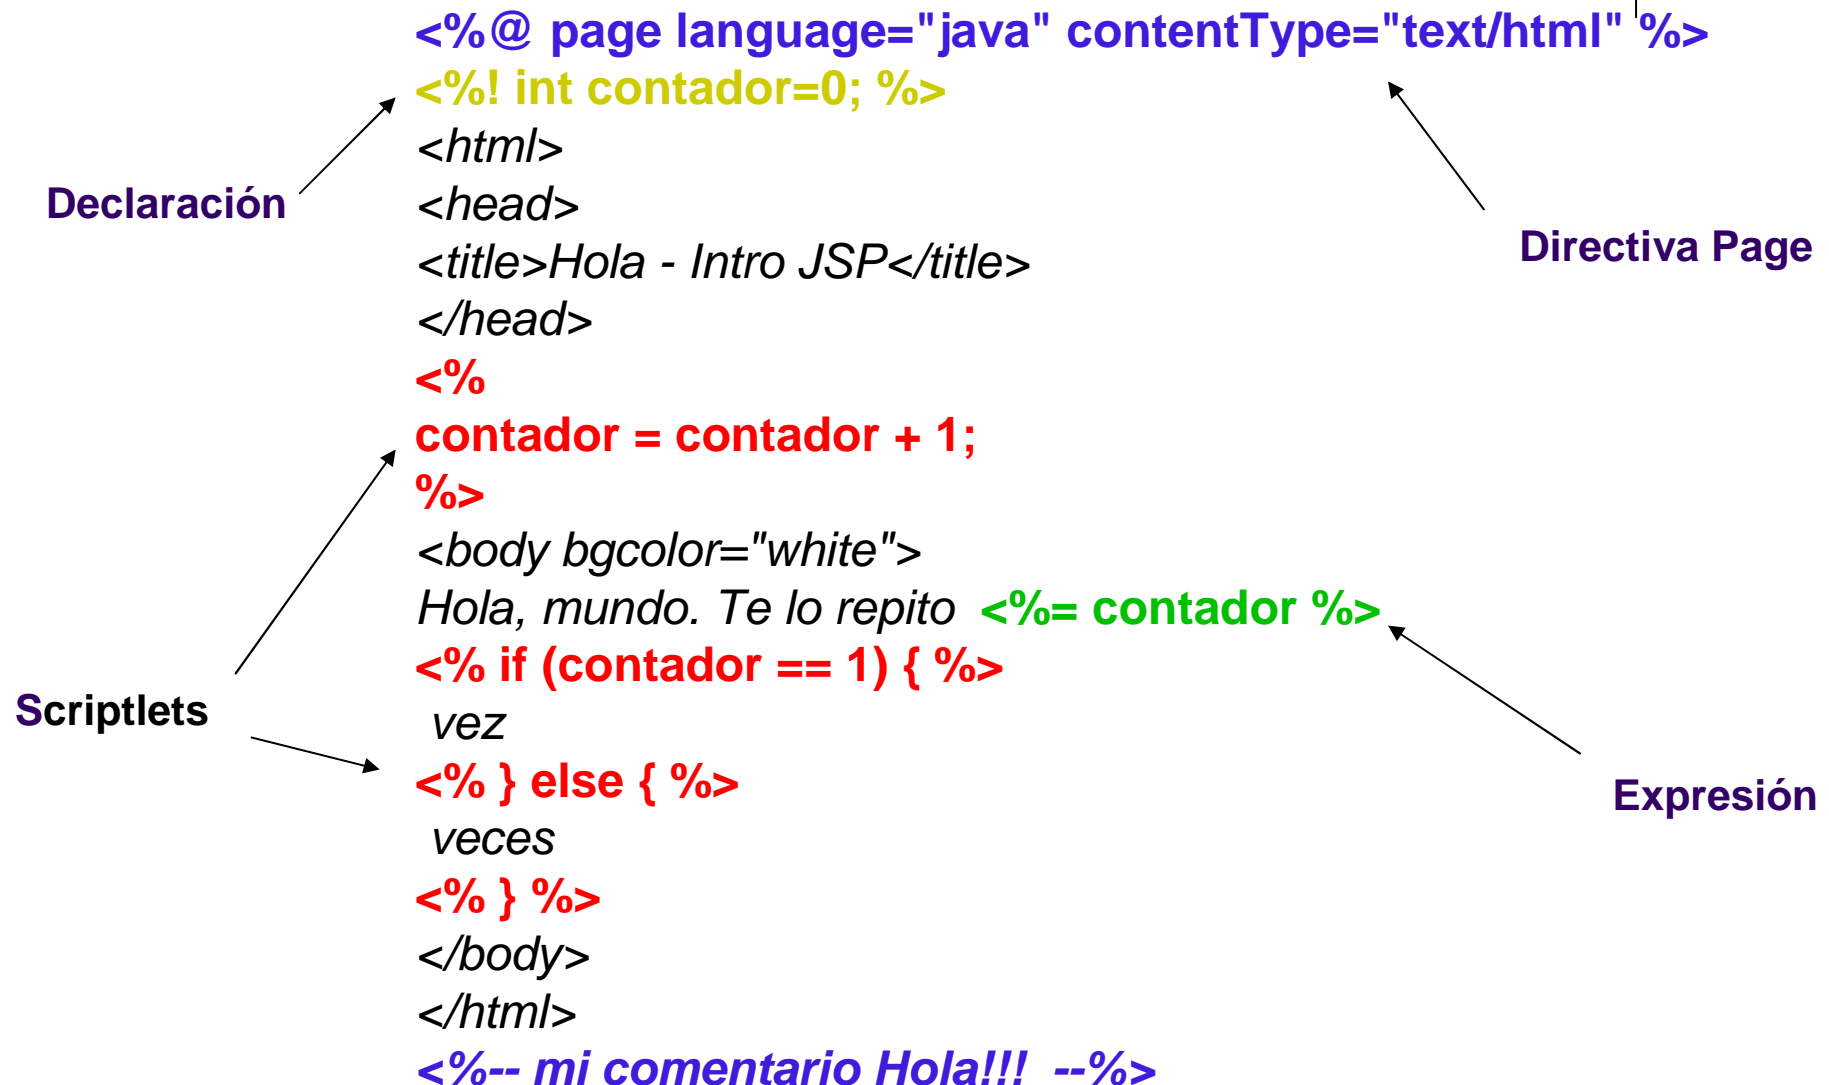 <%@ page language="java" contentType="text/html" %>
<%! int contador=0; %>
<html>
Declaración
<head>
<title>Hola - Intro JSP</title>
Directiva Page
</head>
<%
contador = contador + 1;
%>
<body bgcolor="white">
Hola, mundo. Te lo repito <%= contador %>
<% if (contador == 1) { %>
Scriptlets
vez
<% } else { %>
Expresión
veces
<% } %>
</body>
</html>
<%-- mi comentario Hola!!! --%>